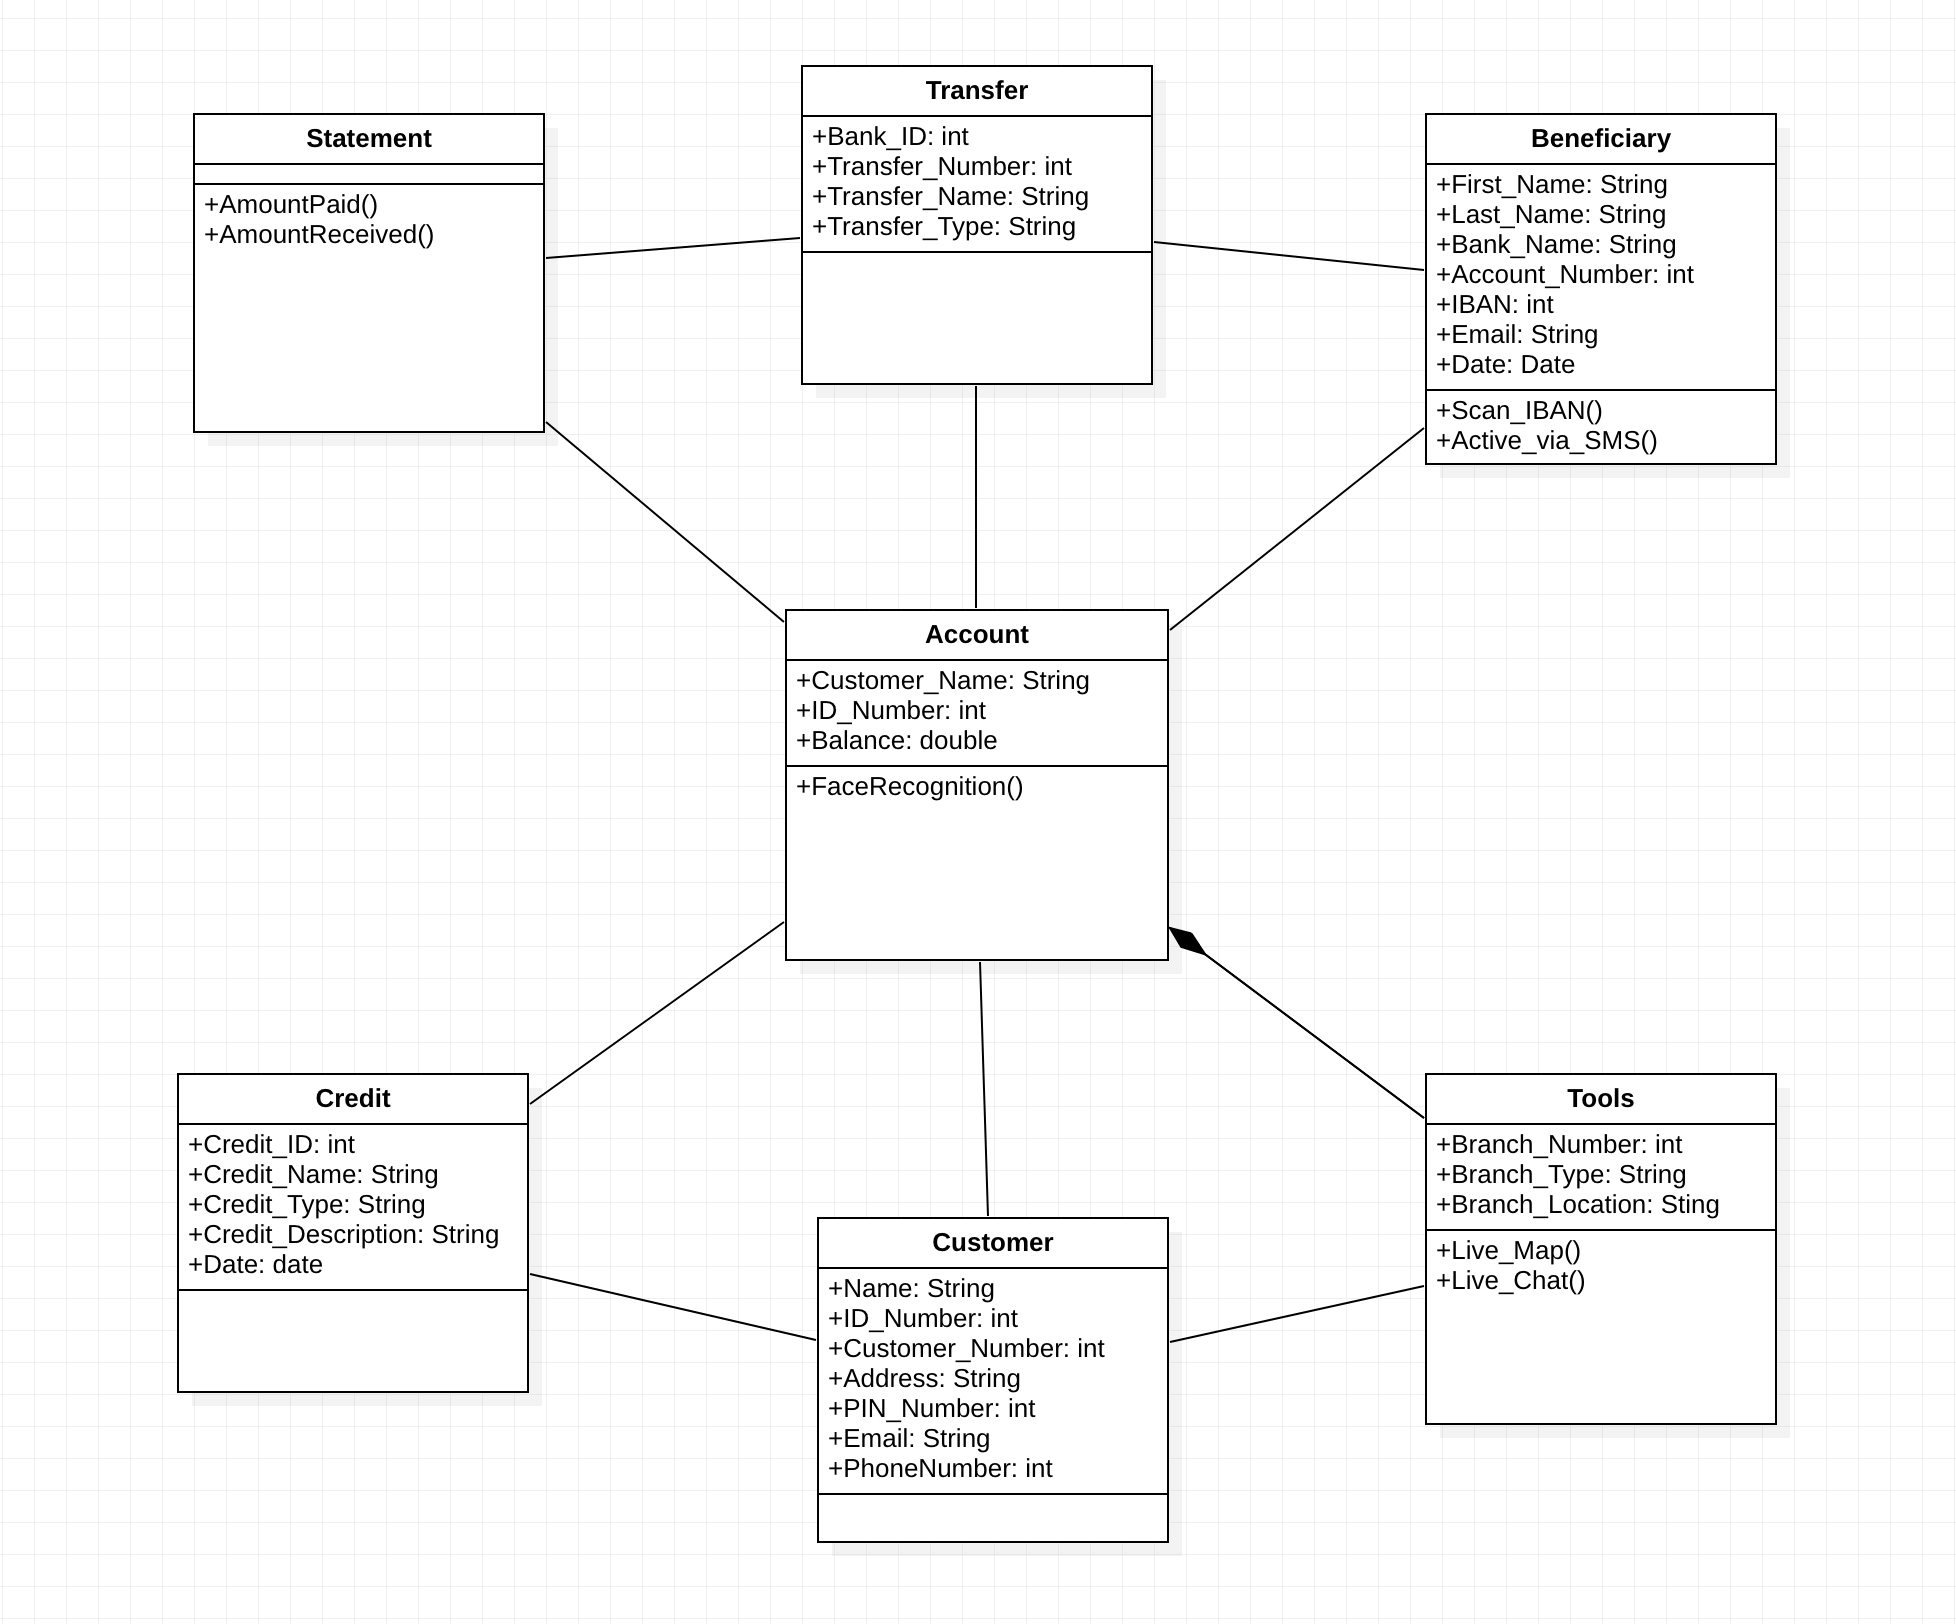 Transfer
+Bank_ID: int
+Transfer_Number: int
+Transfer_Name: String
+Transfer_Type: String
Statement
+AmountPaid()
+AmountReceived()
Beneficiary
+First_Name: String
+Last_Name: String
+Bank_Name: String
+Account_Number: int
+IBAN: int
+Email: String
+Date: Date
+Scan_IBAN()
+Active_via_SMS()
Account
+Customer_Name: String
+ID_Number: int
+Balance: double
+FaceRecognition()
Credit
+Credit_ID: int
+Credit_Name: String
+Credit_Type: String
+Credit_Description: String
+Date: date
Customer
+Name: String
+ID_Number: int
+Customer_Number: int
+Address: String
+PIN_Number: int
+Email: String
+PhoneNumber: int
Tools
+Branch_Number: int
+Branch_Type: String
+Branch_Location: Sting
+Live_Map()
+Live_Chat()